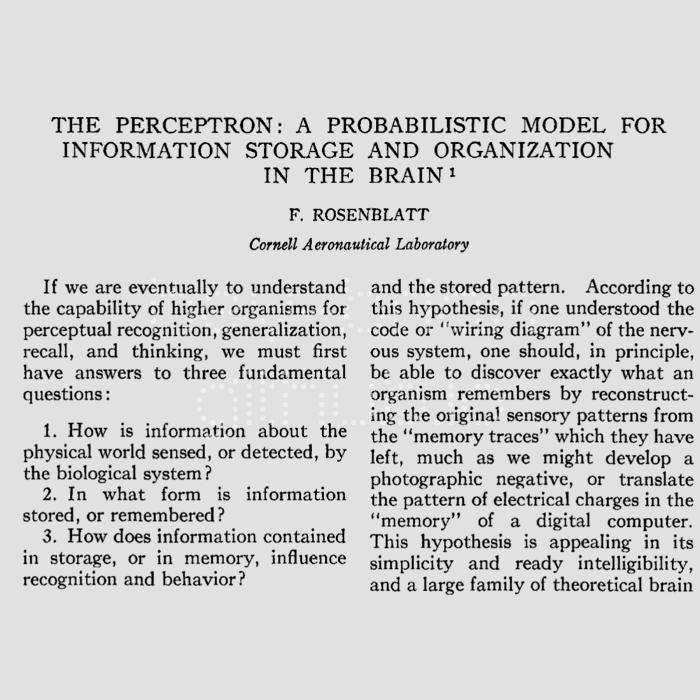 THE PERCEPTRON: A PROBABILISTIC MODEL FOR
INFORMATION STORAGE AND ORGANIZATION
IN THE BRAIN¹
F. ROSENBLATT
Cornell Aeronautical Laboratory
If we are eventually to understand
the capability of higher organisms for
perceptual recognition, generalization,
recall, and thinking, we must first
have answers to three fundamental
questions:
1. How is information about the
physical world sensed, or detected, by
the biological system?
2. In what form is information
stored, or remembered?
3. How does information contained
in storage, or in memory, influence
recognition and behavior?
and the stored pattern. According to
this hypothesis, if one understood the
code or "wiring diagram" of the nerv-
ous system, one should, in principle,
be able to discover exactly what an
organism remembers by reconstruct-
ing the original sensory patterns from
the "memory traces" which they have
left, much as we might develop a
photographic negative, or translate
the pattern of electrical charges in the
"memory" of a digital computer.
This hypothesis is appealing in its
simplicity and ready intelligibility,
and a large family of theoretical brain